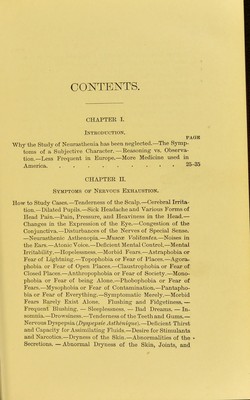 CONTENTS.
CHAPTER I.
INTRODUCTION.
PAGE
Why the Study of Neurasthenia has been neglected.—The Symp-
toms of a Subjective Character.—Reasoning vs. Observa-
tion.—Less Frequent in Europe.—More Medicine used in
America. . . . . . . . . 25-35
CHAPTER II.
SYMPTOMS OF NERVOUS EXHAUSTION.
How to Study Cases.—Tenderness of the Scalp.—Cerebral Irrita-
tion.—Dilated Pupils.—Sick Headache and Various Forms of
Head Pain.—Pain, Pressure, and Heaviness in the Head.—
Changes in the Expression of the Eye.—Congestion of the
Conjunctiva.—Disturbances of the Nerves of Special Sense.
—Neurasthenic Asthenopia.—Muscæ Volitantes.—Noises in
the Ears.—Atonic Voice.—Deficient Mental Control.—Mental
Irritability.—Hopelessness.—Morbid Fears—Astraphobia or
Fear of Lightning—Topophobia or Fear of Places.—Agora-
phobia or Fear of Open Places.—Claustrophobia or Fear of
Closed Places.—Anthropophobia or Fear of Society.—Mono-
phobia or Fear of being Alone.—Phobophobia or Fear of
Fears.—Mysophobia or Fear of Contamination.—Pantapho-
bia or Fear of Everything.—Symptomatic Merely.—Morbid
Fears Rarely Exist Alone. Flushing and Fidgetiness.—
Frequent Blushing. — Sleeplessness. — Bad Dreams. — In-
somnia.—Drowsiness.—Tenderness of the Teeth and Gums.—
Nervous Dyspepsia (Dyspepsie Asthénique).—Deficient Thirst
and Capacity for Assimilating Fluids.—Desire for Stimulants
and Narcotics.—Dryness of the Skin.—Abnormalities of the
Secretions, — Abnormal Dryness of the Skin, Joints, and